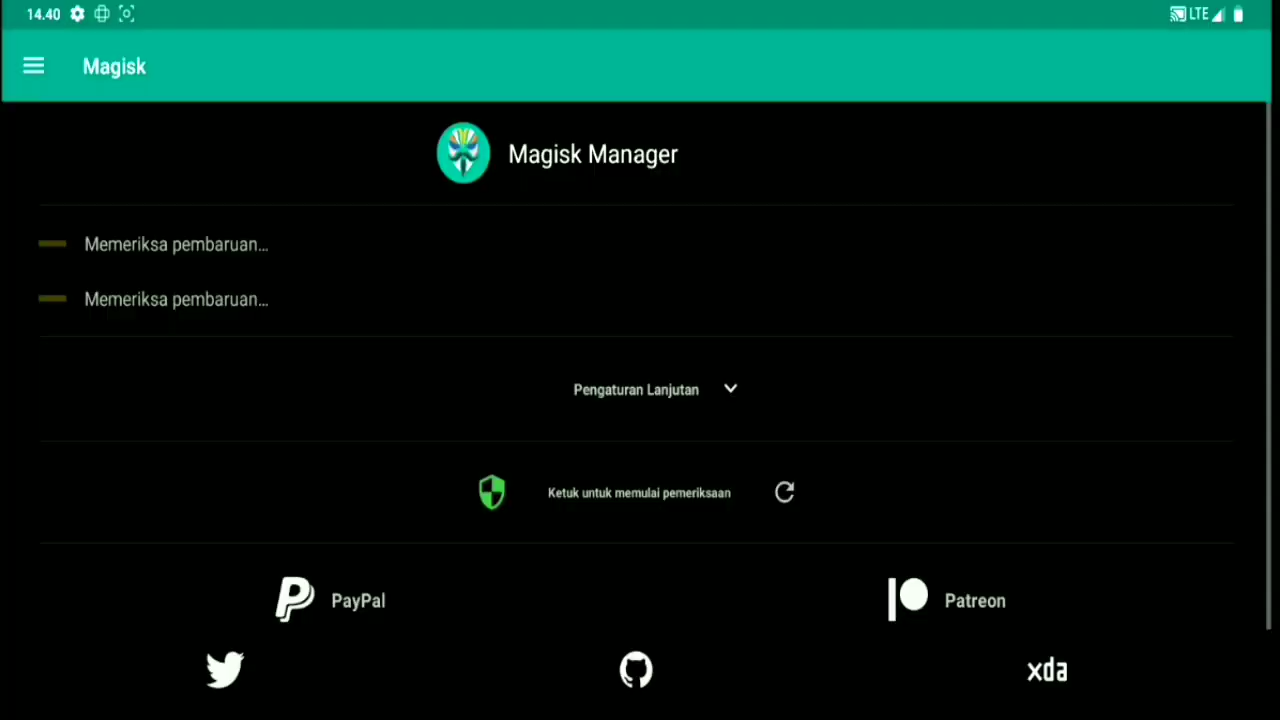 14.40 LTE
Magisk
Magisk Manager
Memeriksa pembaruan...
Memeriksa pembaruan...
Pengaturan Lanjutan
Ketuk untuk memulai pemeriksaan
PayPal Patreon
xda